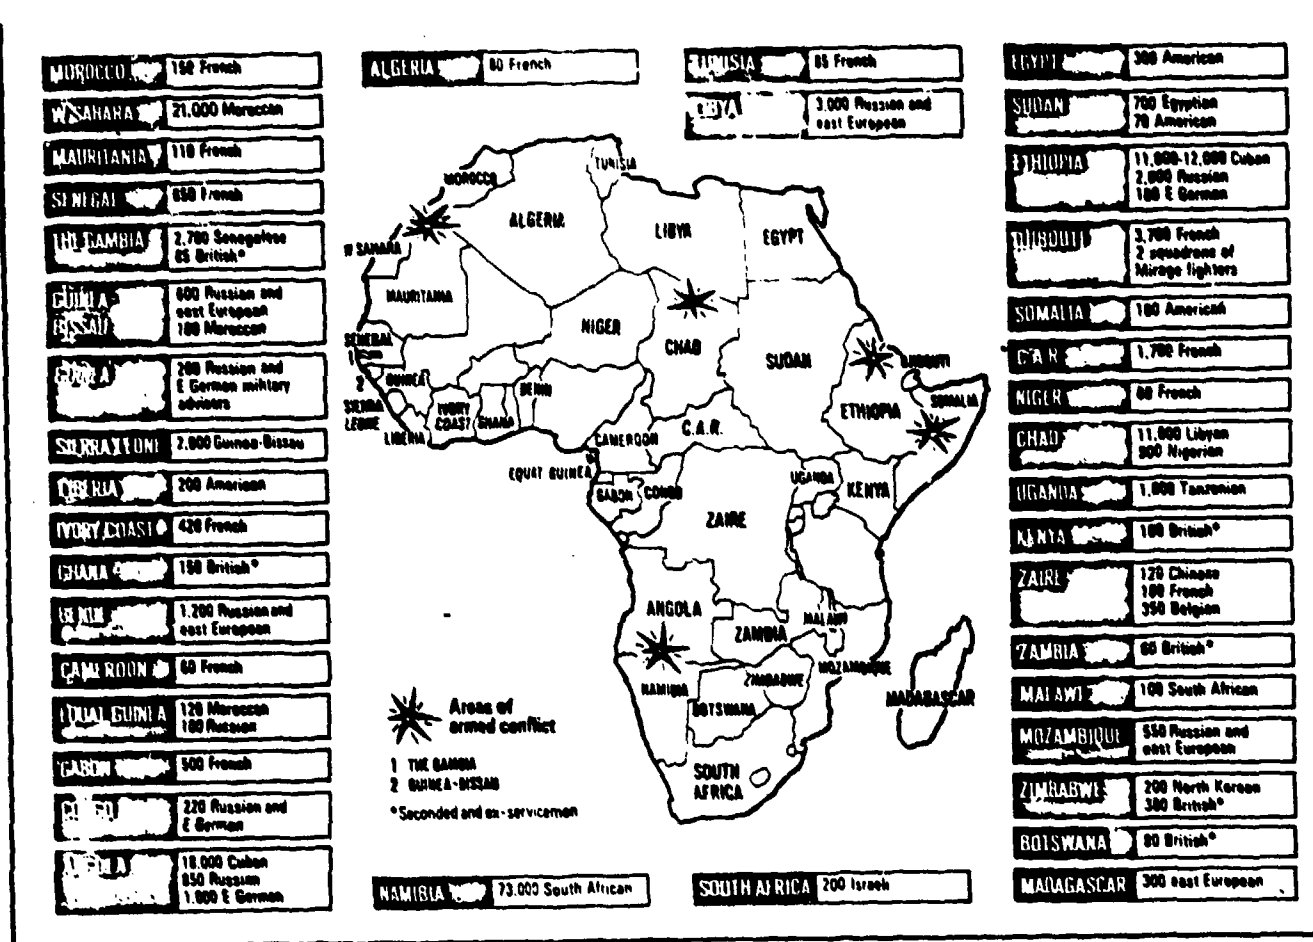 MOROCCO 150 French
W SAHARA 21,000 Moroccan
MAURITANIA 110 French
SENEGAL 850 French
THE GAMBIA 2,700 Senegalese
85 British*
GUINEA BISSAU 600 Russian and
east European
100 Moroccan
GUINEA 200 Russian and
E German military
advisors
SIERRA LEONE 2,000 Guinea-Bissau
LIBERIA 200 American
IVORY COAST 420 French
GHANA 150 British*
BENIN 1,200 Russian and
east European
CAMEROON 60 French
EQUAT GUINEA 120 Moroccan
100 Russian
GABON 500 French
CONGO 220 Russian and
E German
ANGOLA 18,000 Cuban
850 Russian
1,000 E German
ALGERIA 80 French
TUNISIA 85 French
LIBYA 3,000 Russian and
east European
TUNISIA
MOROCCO
ALGERIA
LIBYA
EGYPT
W SAHARA
MAURITANIA
NIGER
CHAD
SUDAN
SENEGAL
1
DJIBOUTI
2
GUINEA
BENIN
SOMALIA
SIERRA
LEONE
IVORY
COAST
GHANA
ETHIOPIA
LIBERIA
CAMEROON
C.A.R.
EQUAT GUINEA
UGANDA
KENYA
GABON
CONGO
ZAIRE
ANGOLA
MALAWI
ZAMBIA
MOZAMBIQUE
NAMIBIA
ZIMBABWE
BOTSWANA
MADAGASCAR
SOUTH
AFRICA
Areas of
armed conflict
1 THE GAMBIA
2 GUINEA-BISSAU
*Seconded and ex-servicemen
NAMIBIA 73,000 South African
SOUTH AFRICA 200 Israeli
EGYPT 300 American
SUDAN 700 Egyptian
70 American
ETHIOPIA 11,000-12,000 Cuban
2,000 Russian
100 E German
DJIBOUTI 3,700 French
2 squadrons of
Mirage fighters
SOMALIA 100 American
C.A.R. 1,700 French
NIGER 60 French
CHAD 11,000 Libyan
900 Nigerian
UGANDA 1,000 Tanzanian
KENYA 100 British*
ZAIRE 120 Chinese
100 French
350 Belgian
ZAMBIA 60 British*
MALAWI 100 South African
MOZAMBIQUE 550 Russian and
east European
ZIMBABWE 200 North Korean
380 British*
BOTSWANA 80 British*
MADAGASCAR 300 east European